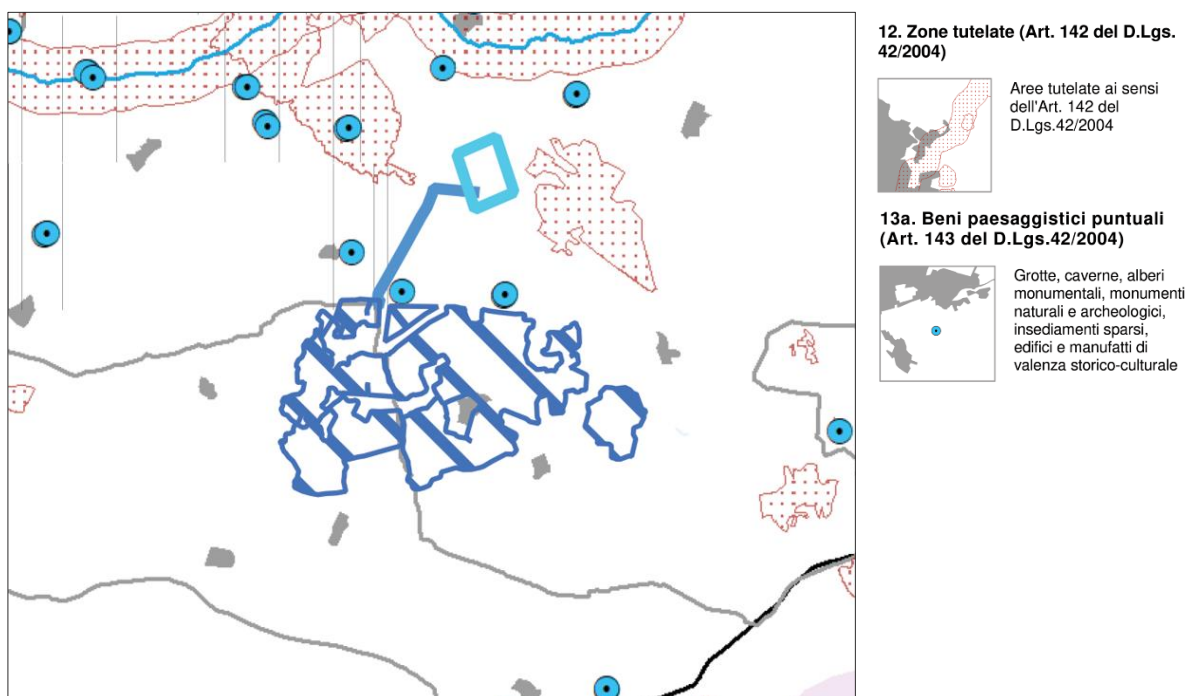 12. Zone tutelate (Art. 142 del D.Lgs.
42/2004)
Aree tutelate ai sensi
dell'Art. 142 del
D.Lgs.42/2004
13a. Beni paesaggistici puntuali
(Art. 143 del D.Lgs.42/2004)
Grotte, caverne, alberi
monumentali, monumenti
naturali e archeologici,
insediamenti sparsi,
edifici e manufatti di
valenza storico-culturale